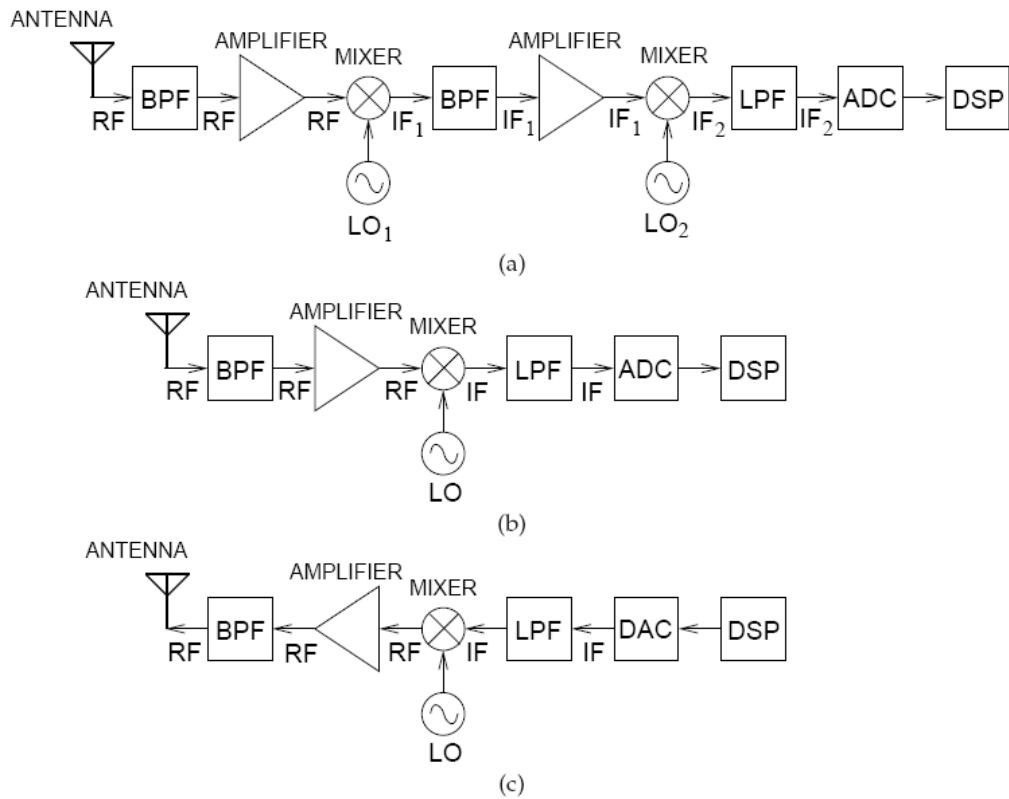 ANTENNA
AMPLIFIER
MIXER
AMPLIFIER
MIXER
BPF
BPF
LPF
ADC
DSP
RF
RF
RF
IF₁
IF₁
IF₁
IF₂
IF₂
LO₁
LO₂
(a)
ANTENNA
AMPLIFIER
MIXER
BPF
LPF
ADC
DSP
RF
RF
RF
IF
IF
LO
(b)
ANTENNA
AMPLIFIER
MIXER
BPF
LPF
DAC
DSP
RF
RF
RF
IF
IF
LO
(c)